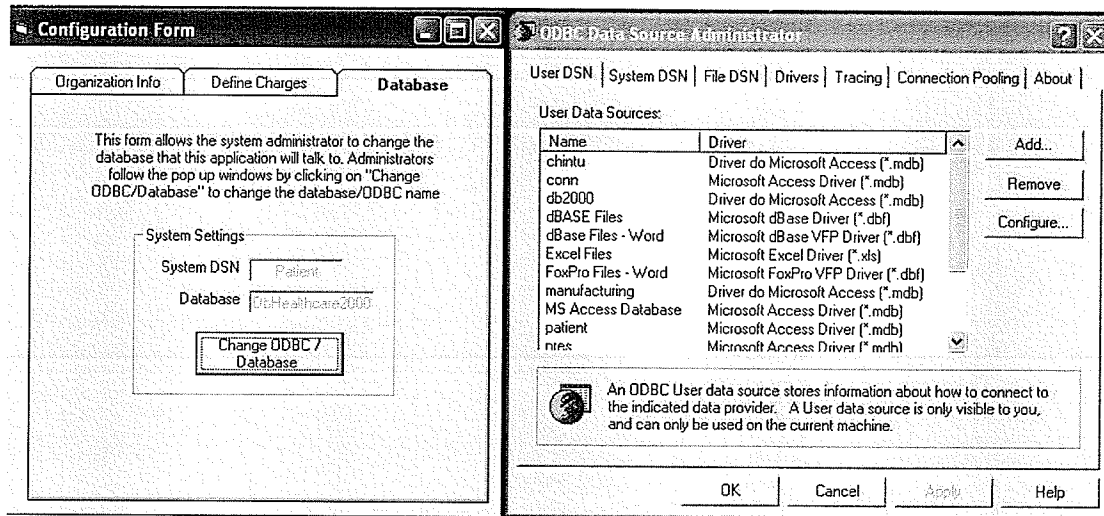 Configuration Form
Organization Info
Define Charges
Database
This form allows the system administrator to change the
database that this application will talk to. Administrators
follow the pop up windows by clicking on "Change
ODBC/Database" to change the database/ODBC name
System Settings
System DSN
Patient
Database
DbHealthcare2000
Change ODBC /
Database
ODBC Data Source Administrator
User DSN
System DSN
File DSN
Drivers
Tracing
Connection Pooling
About
User Data Sources:
Name Driver
chintu Driver do Microsoft Access (*.mdb)
conn Microsoft Access Driver (*.mdb)
db2000 Driver do Microsoft Access (*.mdb)
dBASE Files Microsoft dBase Driver (*.dbf)
dBase Files - Word Microsoft dBase VFP Driver (*.dbf)
Excel Files Microsoft Excel Driver (*.xls)
FoxPro Files - Word Microsoft FoxPro VFP Driver (*.dbf)
manufacturing Driver do Microsoft Access (*.mdb)
MS Access Database Microsoft Access Driver (*.mdb)
patient Microsoft Access Driver (*.mdb)
pres Microsoft Access Driver (*.mdb)
Add...
Remove
Configure...
An ODBC User data source stores information about how to connect to
the indicated data provider. A User data source is only visible to you,
and can only be used on the current machine.
OK
Cancel
Apply
Help